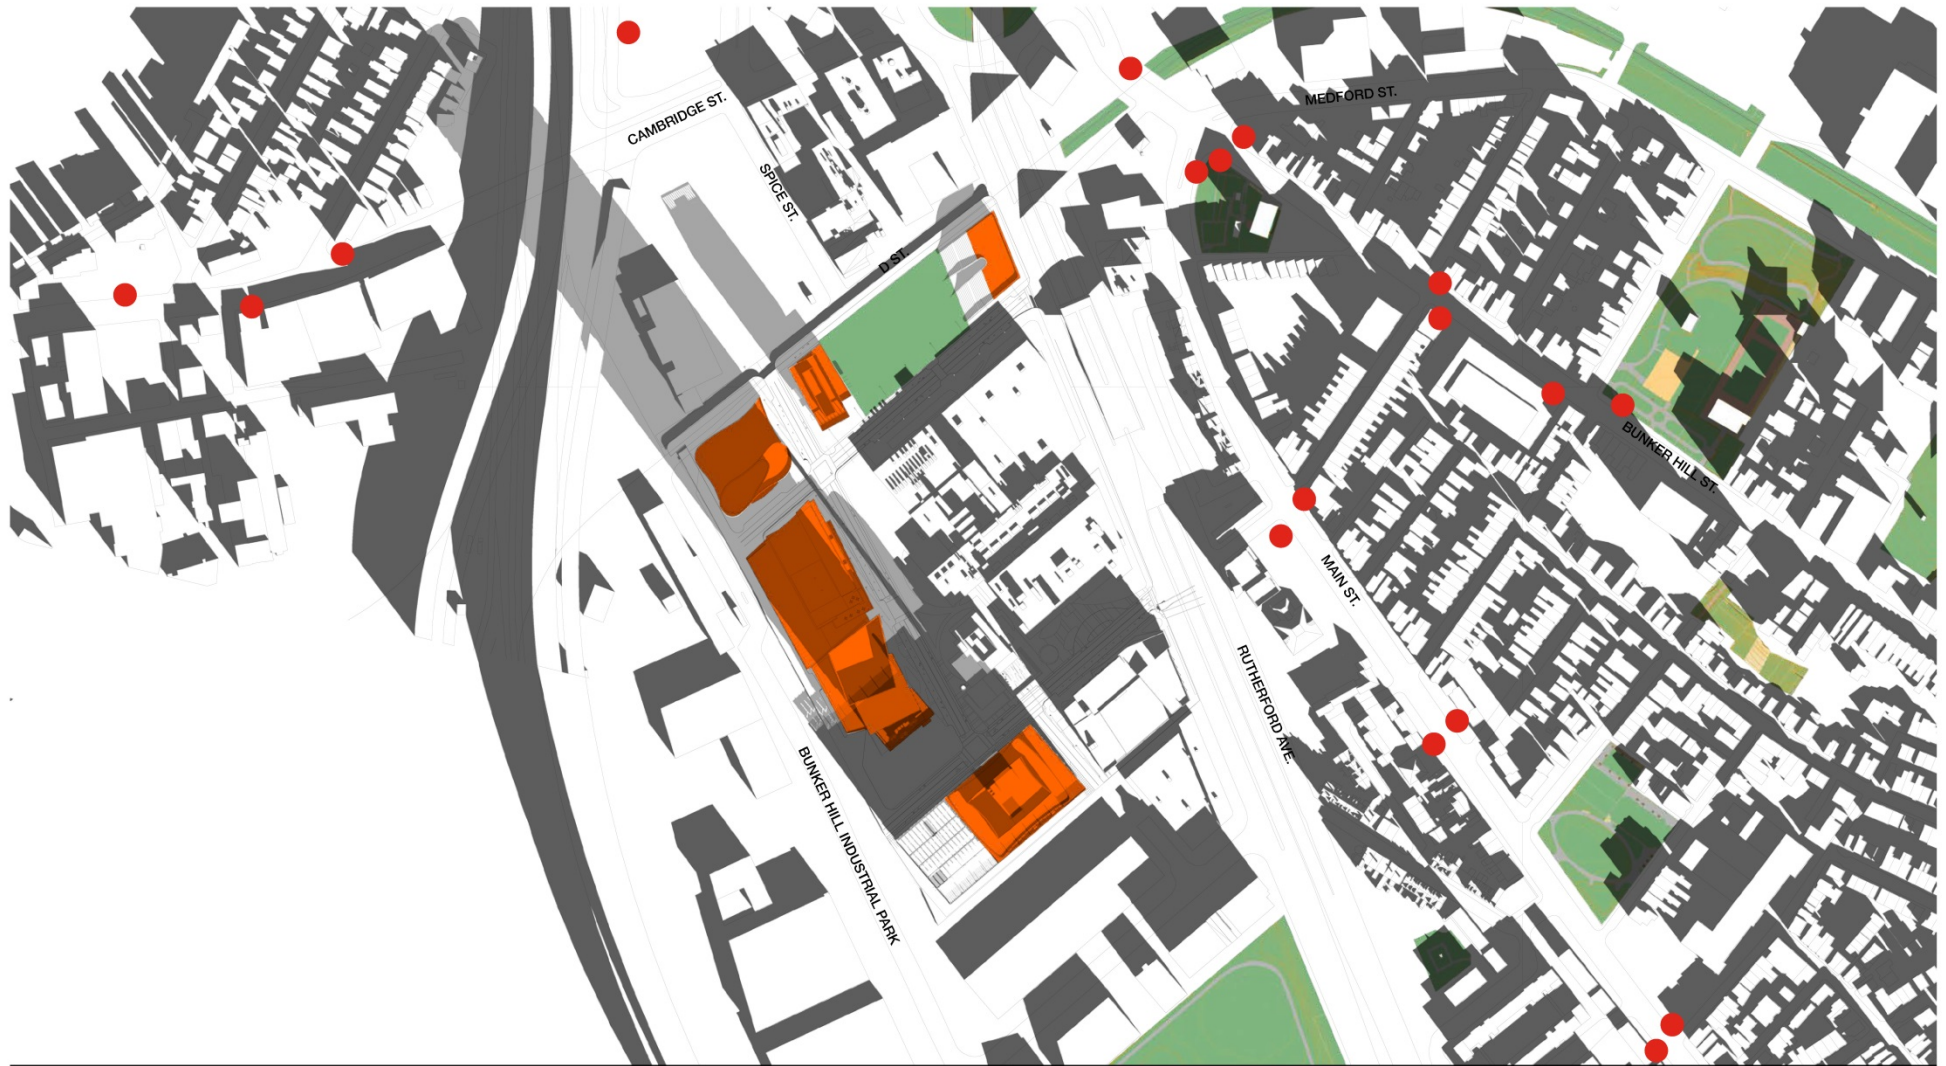 MEDFORD ST.
CAMBRIDGE ST.
SPICE ST.
D ST.
BUNKER HILL ST.
MAIN ST.
RUTHERFORD AVE.
BUNKER HILL INDUSTRIAL PARK